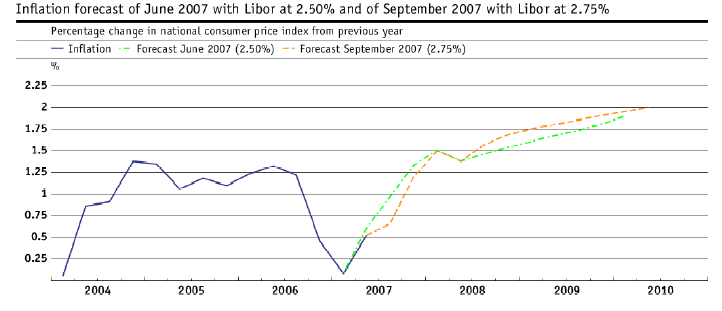 Inflation forecast of June 2007 with Libor at 2.50% and of September 2007 with Libor at 2.75%
Percentage change in national consumer price index from previous year
Inflation Forecast June 2007 (2.50%) Forecast September 2007 (2.75%)
%
2.25
2
1.75
1.5
1.25
1
0.75
0.5
0.25
2004 2005 2006 2007 2008 2009 2010